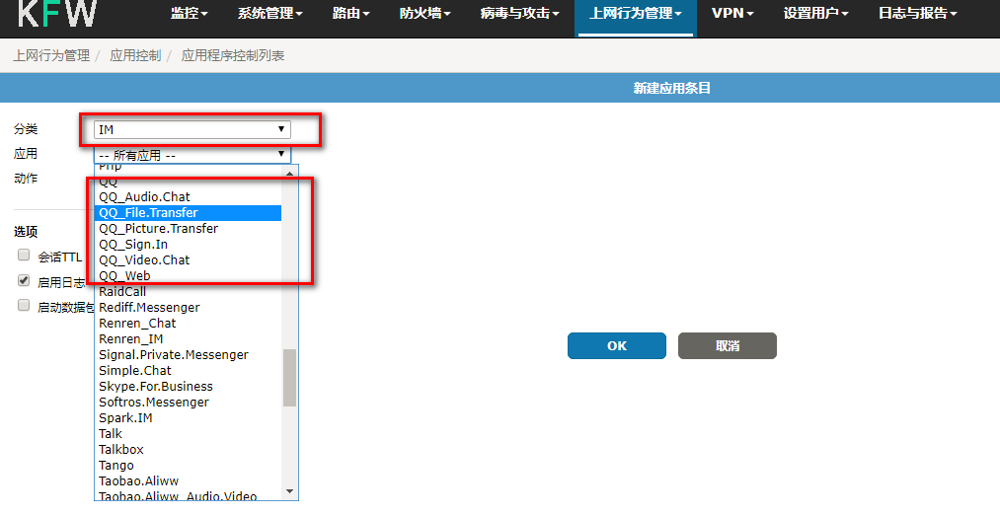 KFW
监控 系统管理 路由 防火墙 病毒与攻击 上网行为管理 VPN 设置用户 日志与报告
上网行为管理 / 应用控制 / 应用程序控制列表
新建应用条目
分类 IM
应用 -- 所有应用 --
动作
Php
QQ
QQ_Audio.Chat
QQ_File.Transfer
QQ_Picture.Transfer
选项
QQ_Sign.In
会话TTL
QQ_Video.Chat
QQ_Web
启用日志
RaidCall
启动数据包
Rediff.Messenger
Renren_Chat
Renren_IM
OK 取消
Signal.Private.Messenger
Simple.Chat
Skype.For.Business
Softros.Messenger
Spark.IM
Talk
Talkbox
Tango
Taobao.Aliww
Taobao.Aliww_Audio.Video